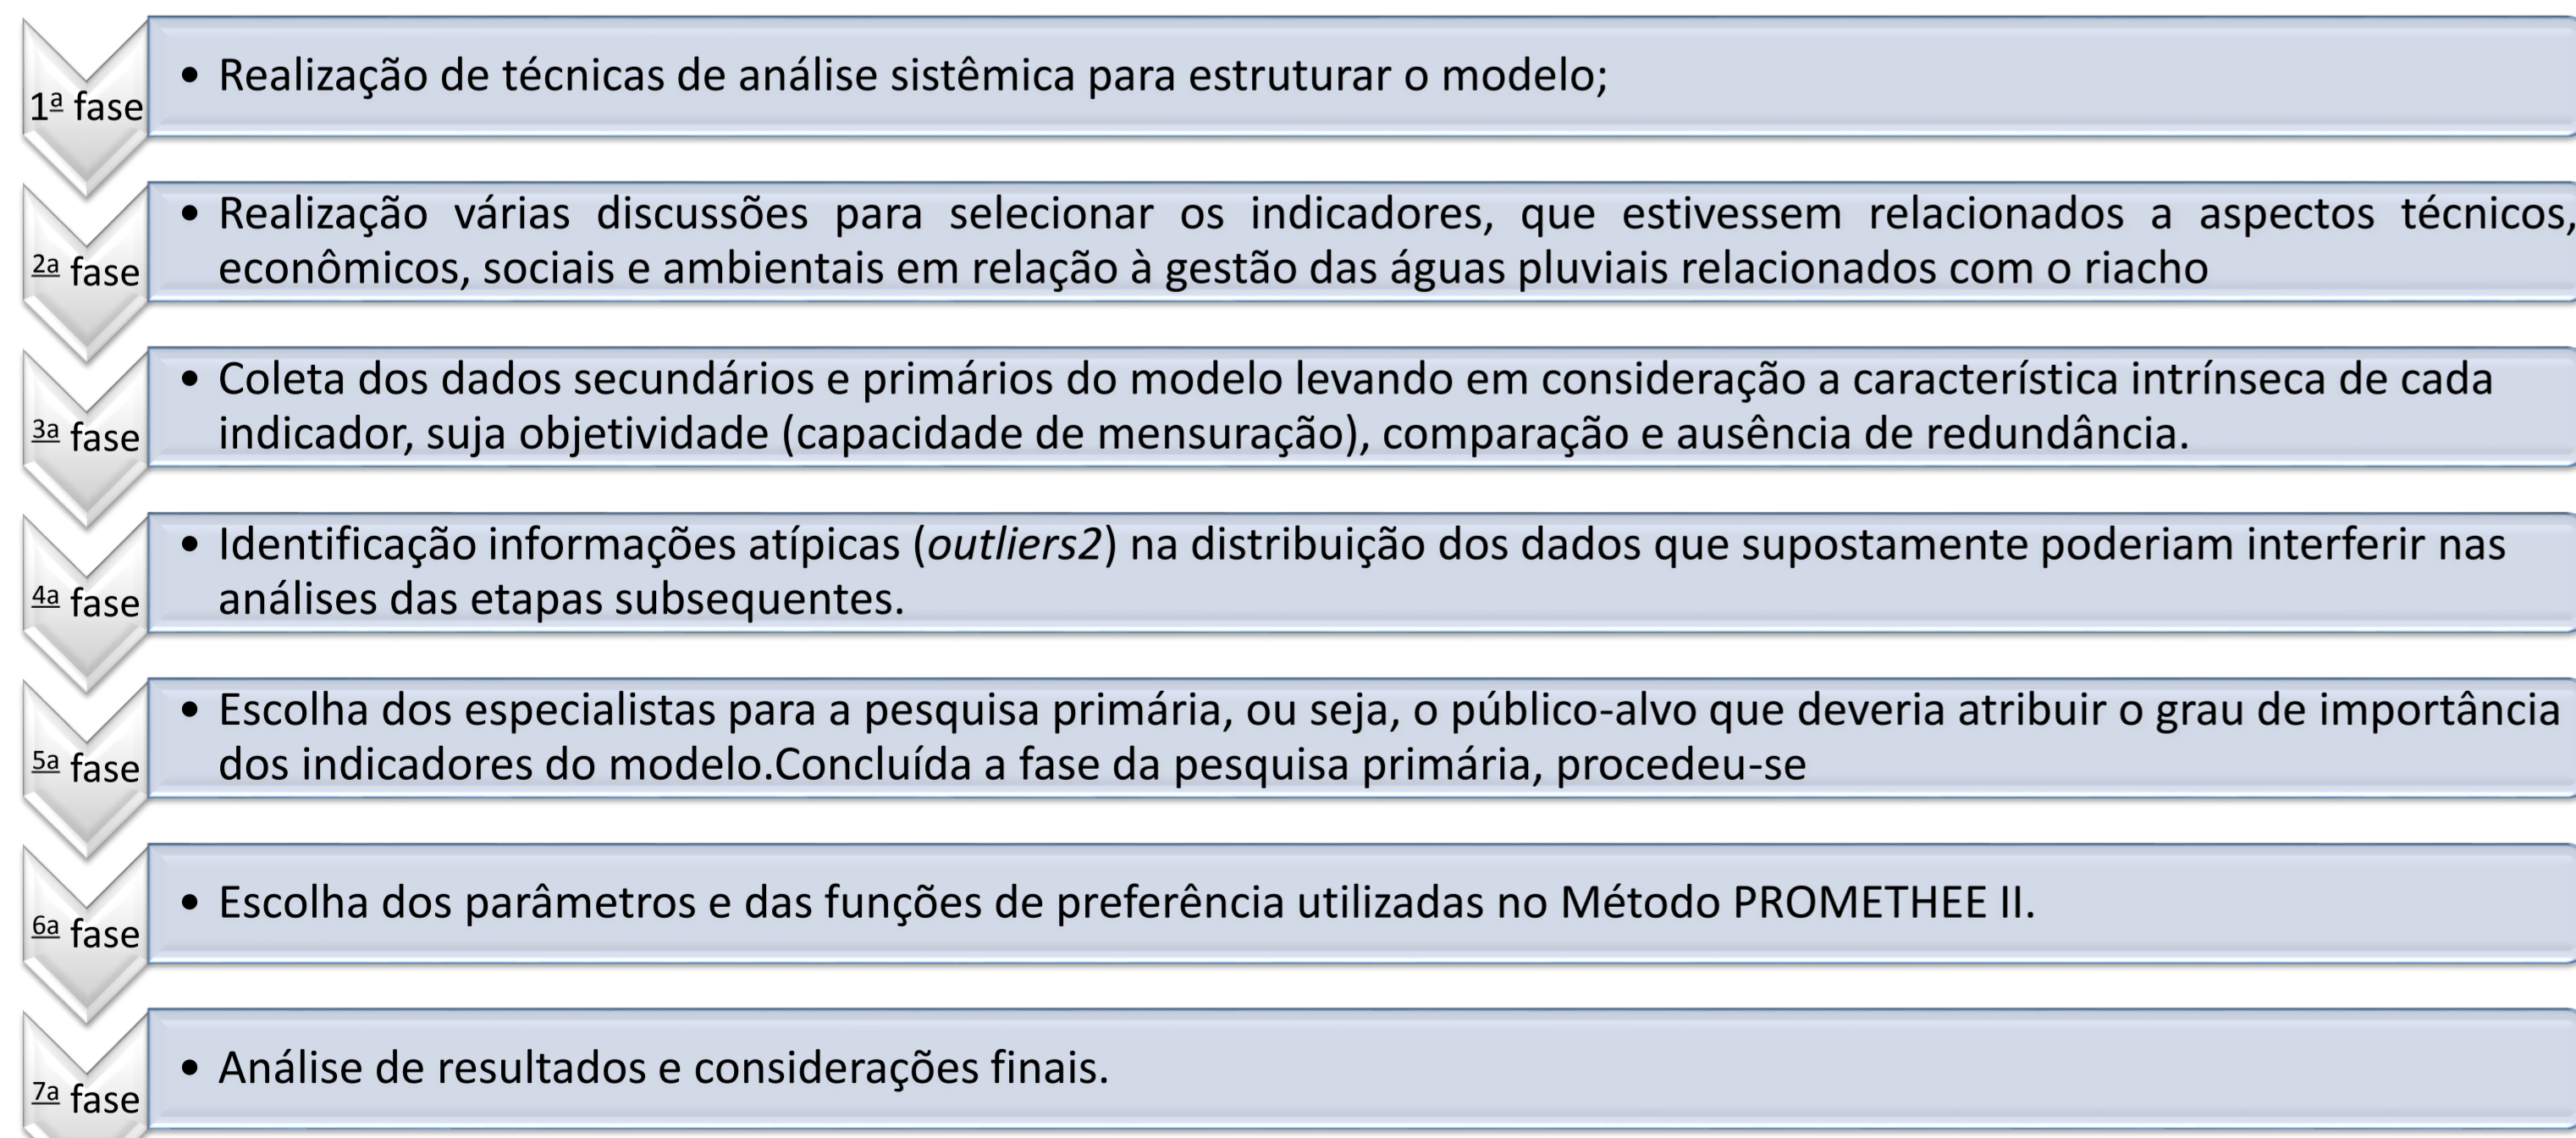 1ª fase
• Realização de técnicas de análise sistêmica para estruturar o modelo;
2a fase
• Realização várias discussões para selecionar os indicadores, que estivessem relacionados a aspectos técnicos,
econômicos, sociais e ambientais em relação à gestão das águas pluviais relacionados com o riacho
3a fase
• Coleta dos dados secundários e primários do modelo levando em consideração a característica intrínseca de cada
indicador, suja objetividade (capacidade de mensuração), comparação e ausência de redundância.
4a fase
• Identificação informações atípicas (outliers2) na distribuição dos dados que supostamente poderiam interferir nas
análises das etapas subsequentes.
5a fase
• Escolha dos especialistas para a pesquisa primária, ou seja, o público-alvo que deveria atribuir o grau de importância
dos indicadores do modelo.Concluída a fase da pesquisa primária, procedeu-se
6a fase
• Escolha dos parâmetros e das funções de preferência utilizadas no Método PROMETHEE II.
7a fase
• Análise de resultados e considerações finais.